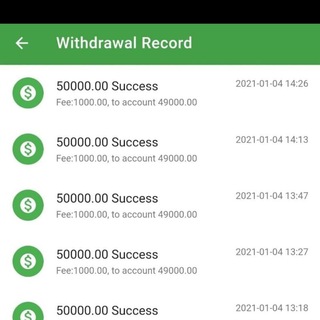 Withdrawal Record
50000.00 Success
2021-01-04 14:26
Fee:1000.00, to account 49000.00
50000.00 Success
2021-01-04 14:13
Fee:1000.00, to account 49000.00
50000.00 Success
2021-01-04 13:47
Fee:1000.00, to account 49000.00
50000.00 Success
2021-01-04 13:27
Fee:1000.00, to account 49000.00
50000.00 Success
2021-01-04 13:18